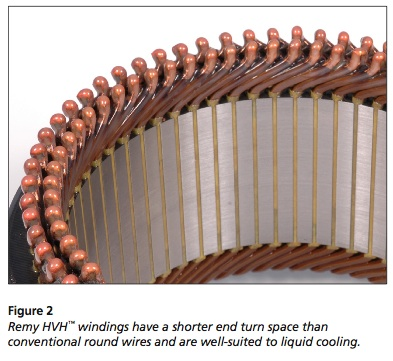 Figure 2
Remy HVH™ windings have a shorter end turn space than
conventional round wires and are well-suited to liquid cooling.